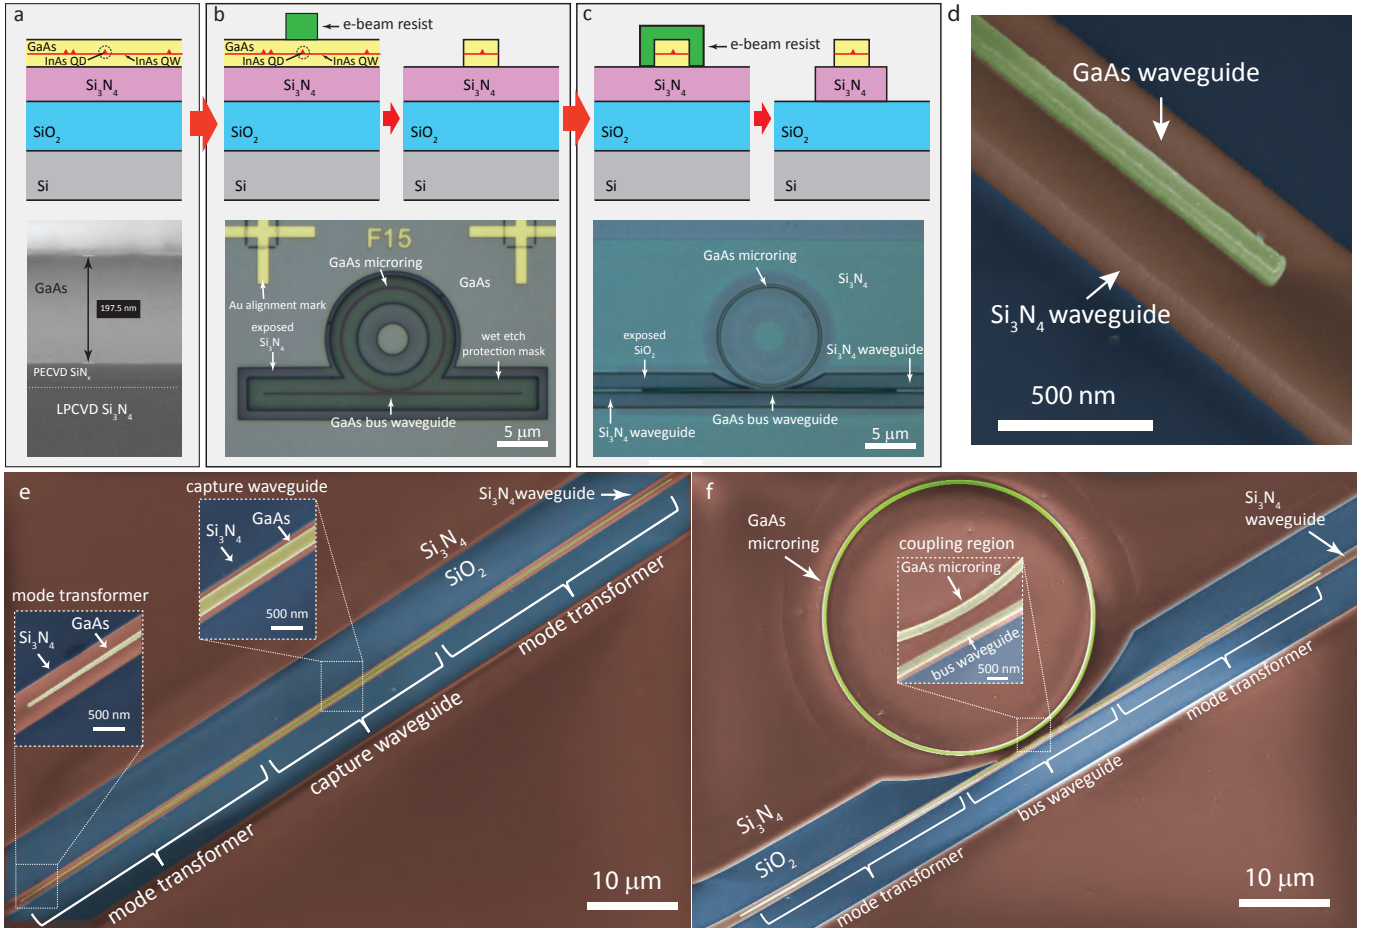 a
GaAs
InAs QD
InAs QW
Si3N4
SiO2
Si
GaAs
197.5 nm
PECVD SiNx
LPCVD Si3N4
b
e-beam resist
GaAs
InAs QD
InAs QW
Si3N4
SiO2
Si
Si3N4
SiO2
Si
F15
GaAs microring
GaAs
Au alignment mark
exposed
Si3N4
wet etch
protection mask
GaAs bus waveguide
5 µm
c
e-beam resist
Si3N4
SiO2
Si
Si3N4
SiO2
Si
GaAs microring
Si3N4
exposed
SiO2
Si3N4 waveguide
Si3N4 waveguide
GaAs bus waveguide
5 µm
d
GaAs waveguide
Si3N4 waveguide
500 nm
e
capture waveguide
Si3N4
GaAs
500 nm
mode transformer
Si3N4
GaAs
500 nm
Si3N4 waveguide
Si3N4
SiO2
mode transformer
capture waveguide
mode transformer
10 µm
f
GaAs
microring
coupling region
GaAs microring
bus waveguide
500 nm
Si3N4
waveguide
mode transformer
bus waveguide
mode transformer
Si3N4
SiO2
10 µm